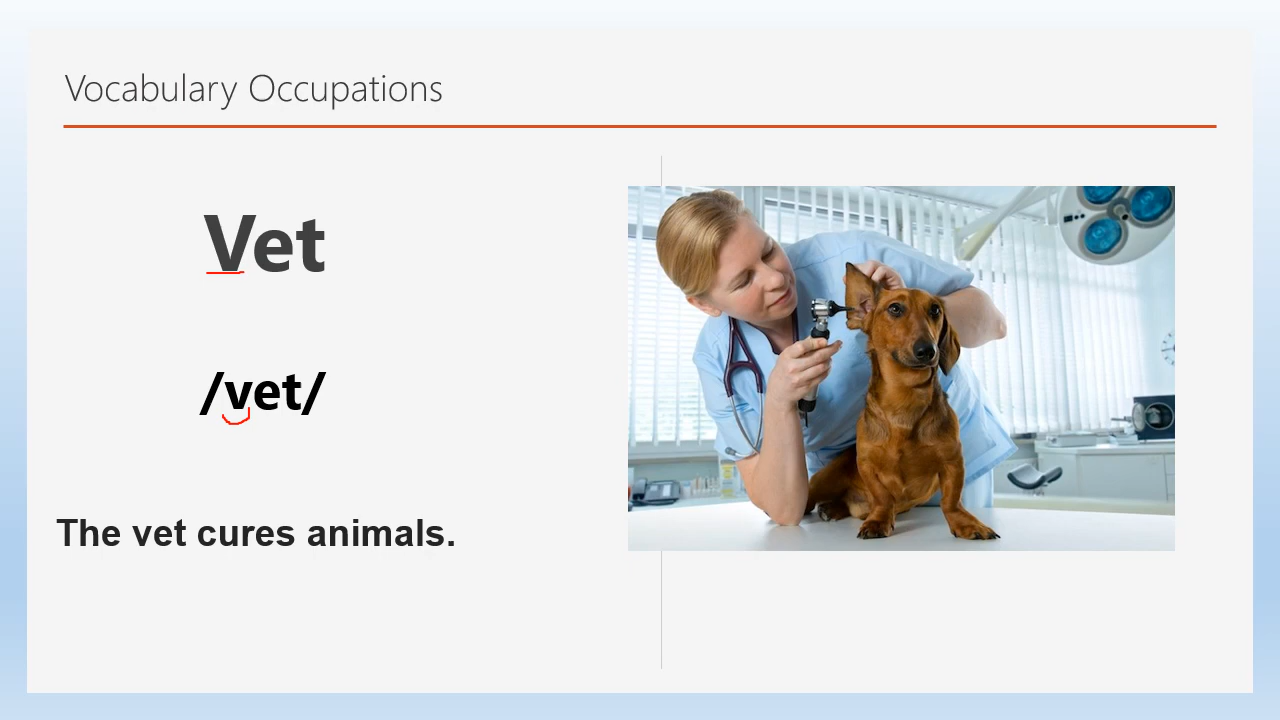 Vocabulary Occupations
Vet
/vet/
The vet cures animals.